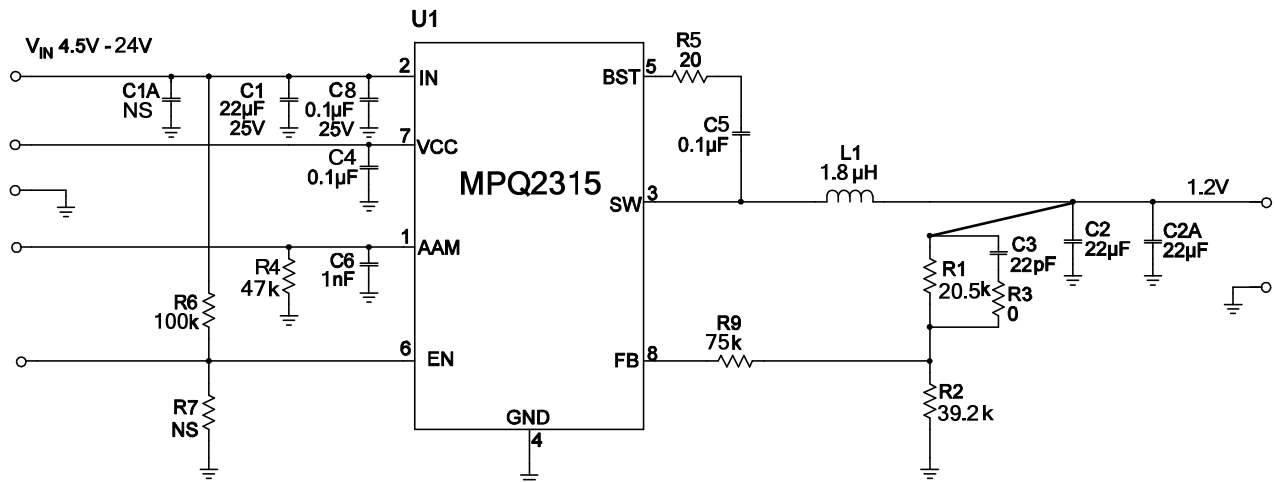 U1
V_IN 4.5V - 24V
C1A
NS
C1
22µF
25V
C8
0.1µF
25V
2
IN
7
VCC
C4
0.1µF
MPQ2315
1
AAM
R4
47k
C6
1nF
R6
100k
6
EN
R7
NS
GND
4
BST
5
R5
20
C5
0.1µF
SW
3
L1
1.8 µH
1.2V
C2
22µF
C2A
22µF
C3
22pF
R1
20.5k
R3
0
FB
8
R9
75k
R2
39.2k